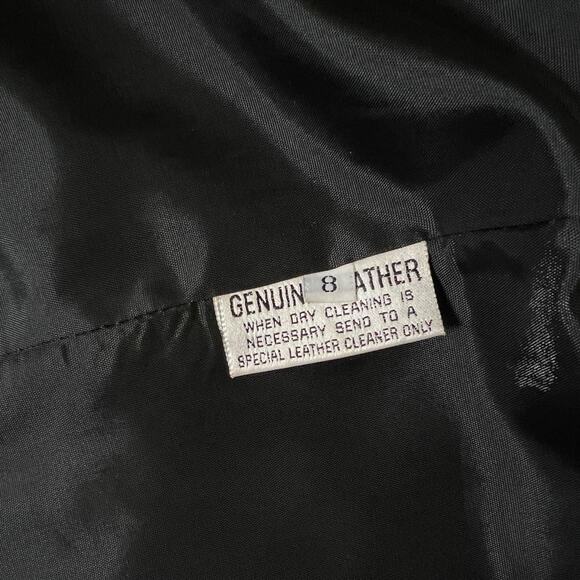 GENUIN 8 ATHER
WHEN DRY CLEANING IS
NECESSARY SEND TO A
SPECIAL LEATHER CLEANER ONLY